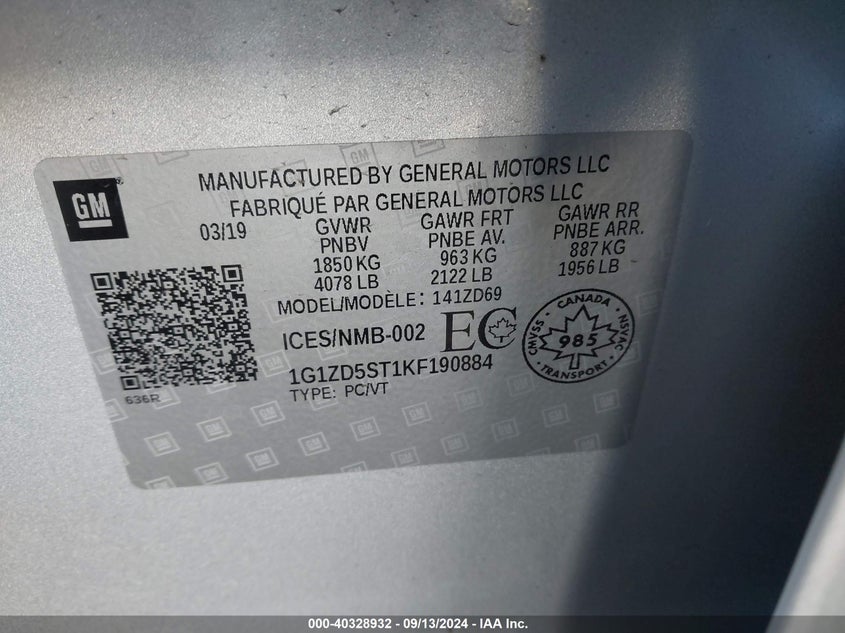 GM
MANUFACTURED BY GENERAL MOTORS LLC
FABRIQUÉ PAR GENERAL MOTORS LLC
03/19
GVWR
PNBV
1850 KG
4078 LB
GAWR FRT
PNBE AV.
963 KG
2122 LB
GAWR RR
PNBE ARR.
887 KG
1956 LB
MODEL/MODÈLE: 141ZD69
ICES/NMB-002
EC
CANADA
CMVSS
985
NSVAC
TRANSPORT
1G1ZD5ST1KF190884
TYPE: PC/VT
636R
000-40328932 - 09/13/2024 - IAA Inc.